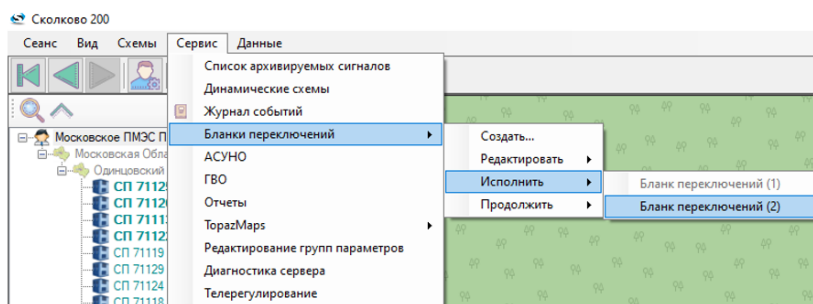 Сколково 200
Сеанс Вид Схемы Сервис Данные
Список архивируемых сигналов
Динамические схемы
Журнал событий
Бланки переключений
АСУНО
ГВО
Отчеты
TopazMaps
Редактирование групп параметров
Диагностика сервера
Телерегулирование
Создать...
Редактировать
Исполнить
Продолжить
Бланк переключений (1)
Бланк переключений (2)
Московское ПМЭС П
Московская Обла
Одинцовский
СП 71125
СП 7112
СП 7111
СП 7112
СП 71119
СП 71129
СП 71124
СП 71118